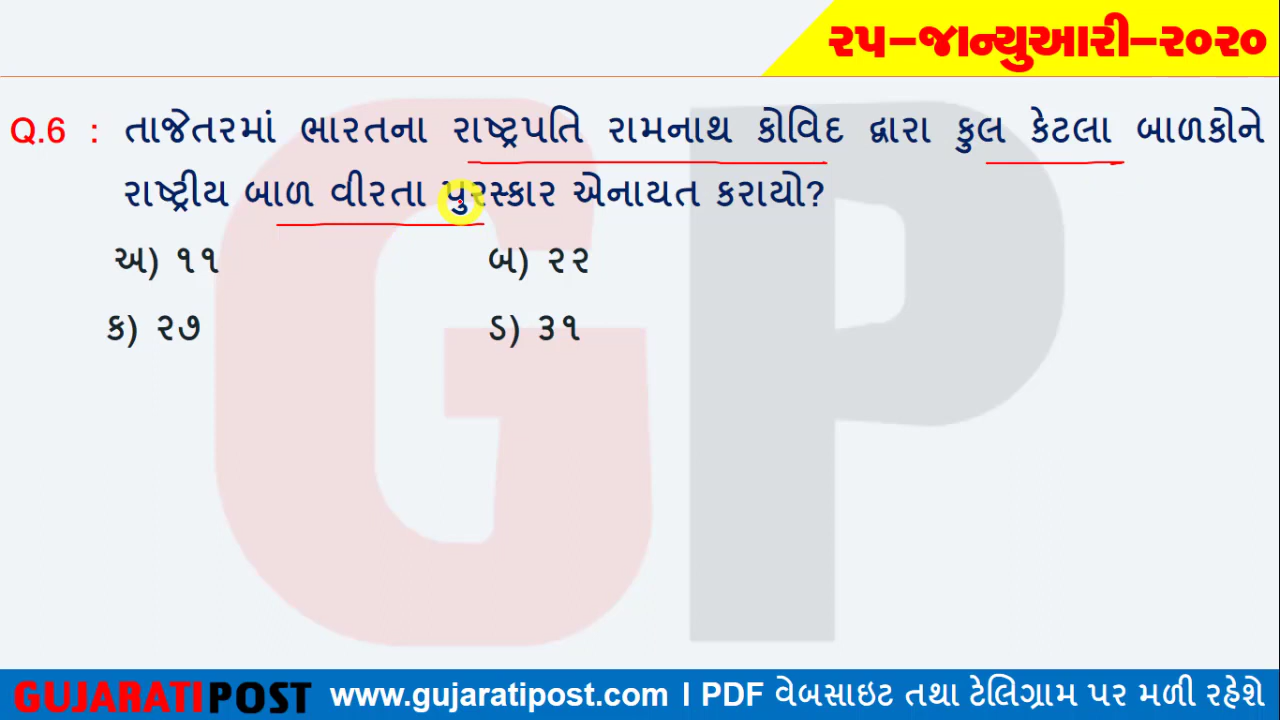 ૨૫-જાન્યુઆરી-૨૦૨૦
Q.6 : તાજેતરમાં ભારતના રાષ્ટ્રપતિ રામનાથ કોવિંદ દ્વારા કુલ કેટલા બાળકોને
રાષ્ટ્રીય બાળ વીરતા પુરસ્કાર એનાયત કરાયો?
અ) ૧૧ બ) ૨૨
ક) ૨૭ ડ) ૩૧
GP
GUJARATIPOST www.gujaratipost.com I PDF વેબસાઇટ તથા ટેલિગ્રામ પર મળી રહેશે